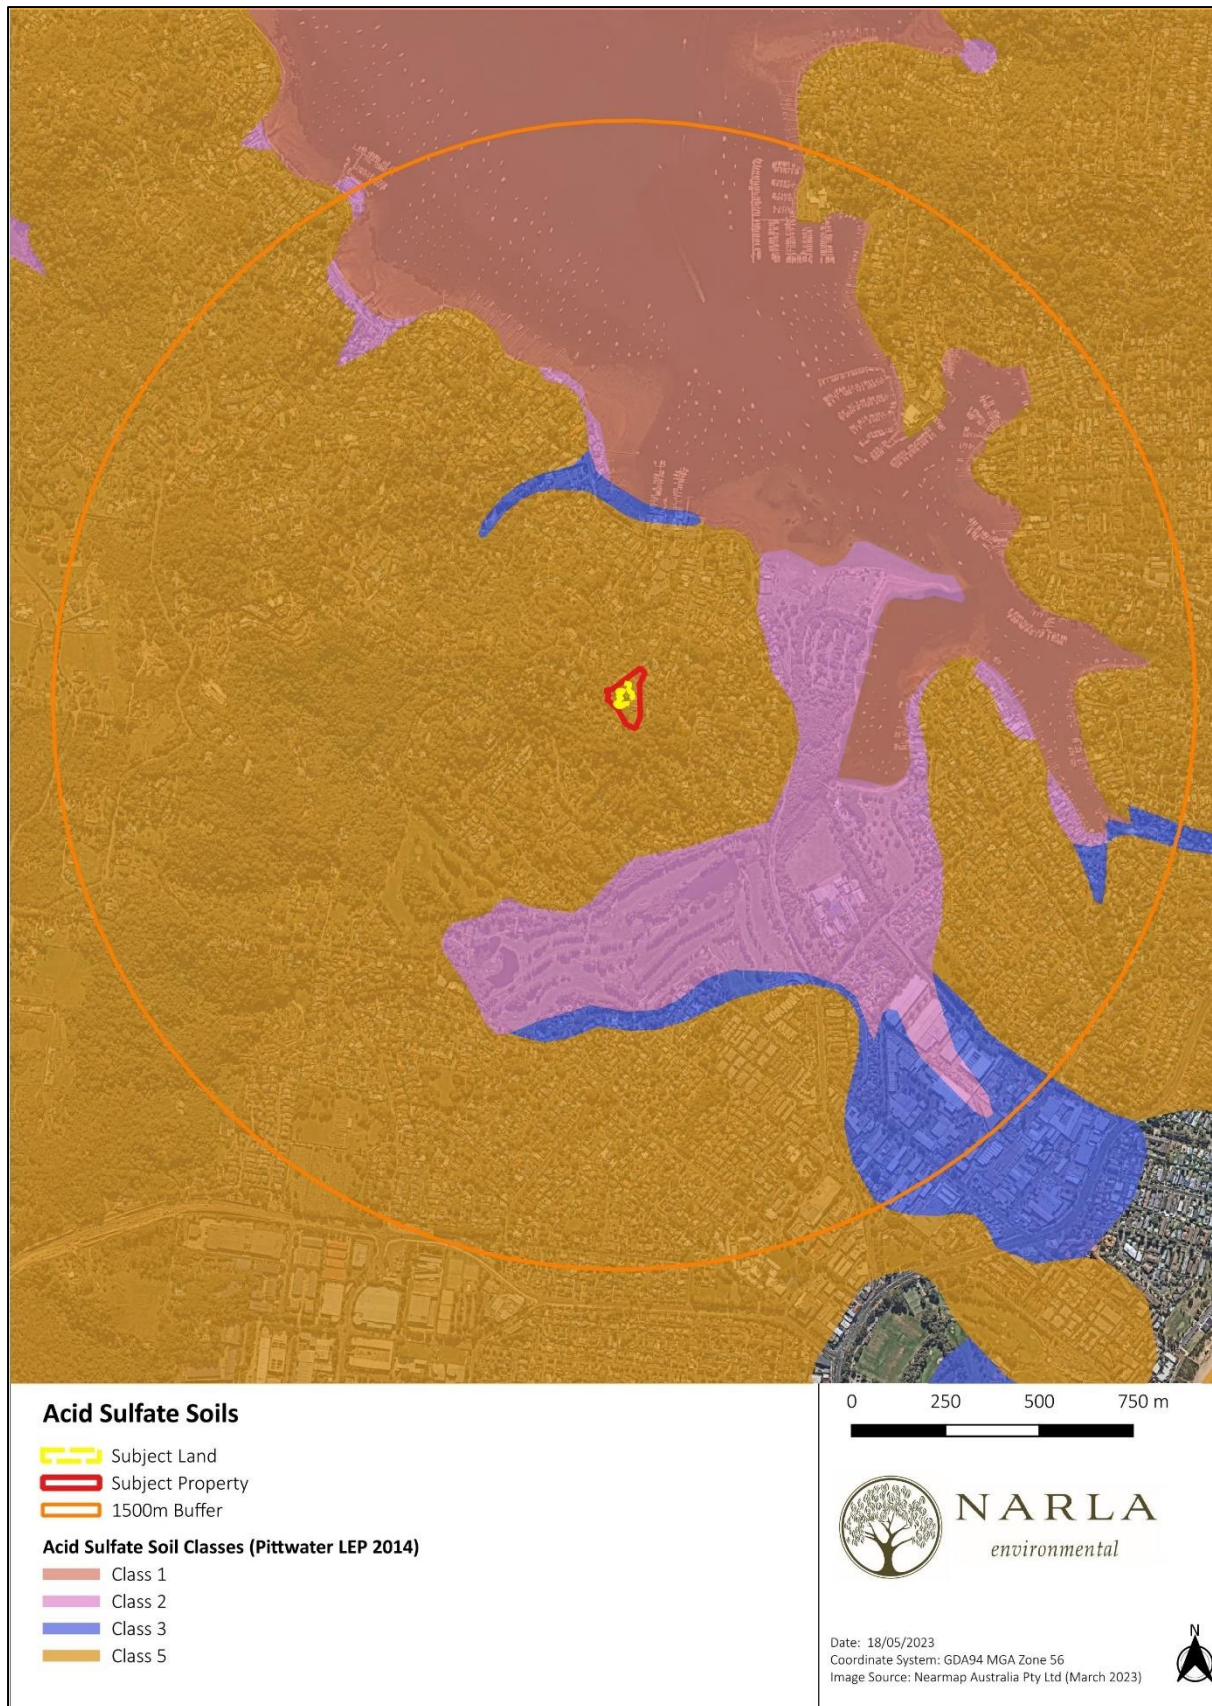 Acid Sulfate Soils
Subject Land
Subject Property
1500m Buffer
Acid Sulfate Soil Classes (Pittwater LEP 2014)
Class 1
Class 2
Class 3
Class 5
0 250 500 750 m
NARLA
environmental
Date: 18/05/2023
Coordinate System: GDA94 MGA Zone 56
Image Source: Nearmap Australia Pty Ltd (March 2023)
N